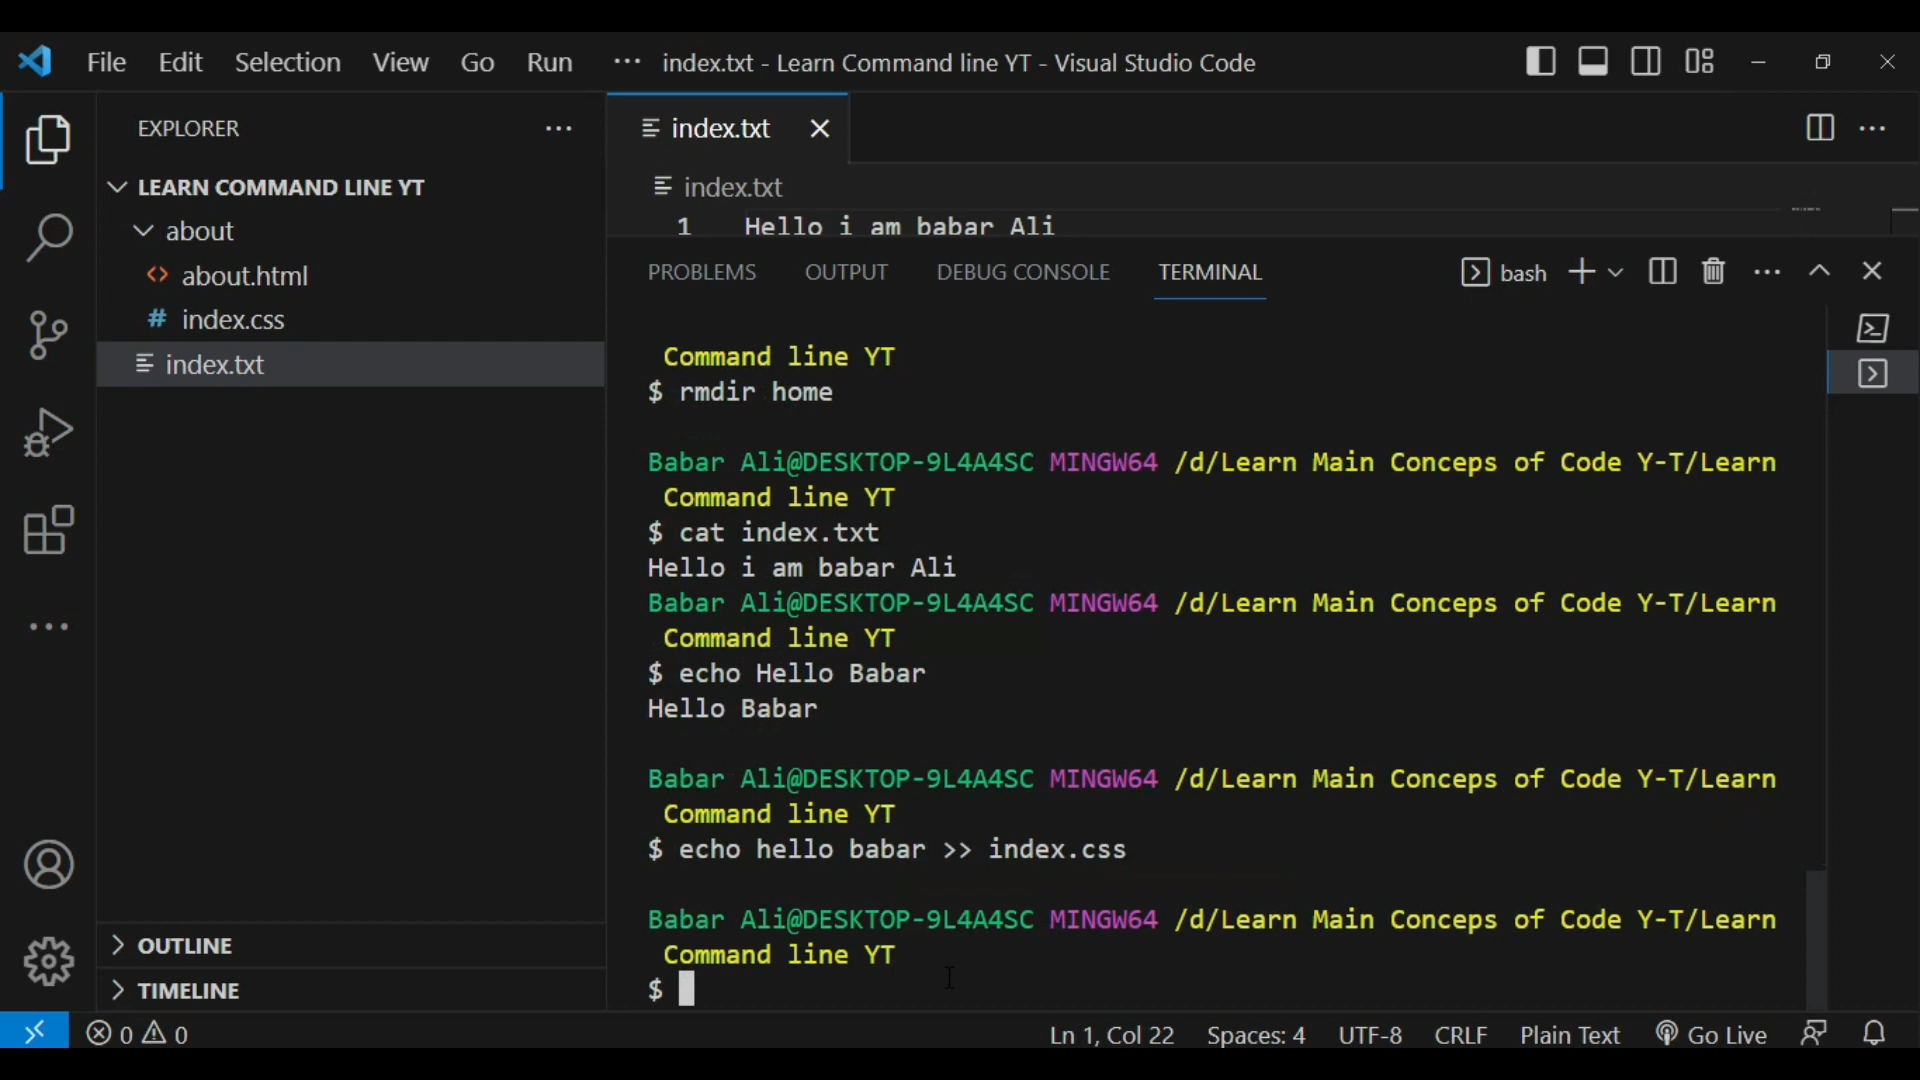 File Edit Selection View Go Run ··· index.txt - Learn Command line YT - Visual Studio Code
EXPLORER
LEARN COMMAND LINE YT
about
about.html
# index.css
index.txt
OUTLINE
TIMELINE
index.txt
index.txt
1 Hello i am babar Ali
PROBLEMS OUTPUT DEBUG CONSOLE TERMINAL bash
Command line YT
$ rmdir home
Babar Ali@DESKTOP-9L4A4SC MINGW64 /d/Learn Main Conceps of Code Y-T/Learn
Command line YT
$ cat index.txt
Hello i am babar Ali
Babar Ali@DESKTOP-9L4A4SC MINGW64 /d/Learn Main Conceps of Code Y-T/Learn
Command line YT
$ echo Hello Babar
Hello Babar
Babar Ali@DESKTOP-9L4A4SC MINGW64 /d/Learn Main Conceps of Code Y-T/Learn
Command line YT
$ echo hello babar >> index.css
Babar Ali@DESKTOP-9L4A4SC MINGW64 /d/Learn Main Conceps of Code Y-T/Learn
Command line YT
$
0 0 Ln 1, Col 22 Spaces: 4 UTF-8 CRLF Plain Text Go Live